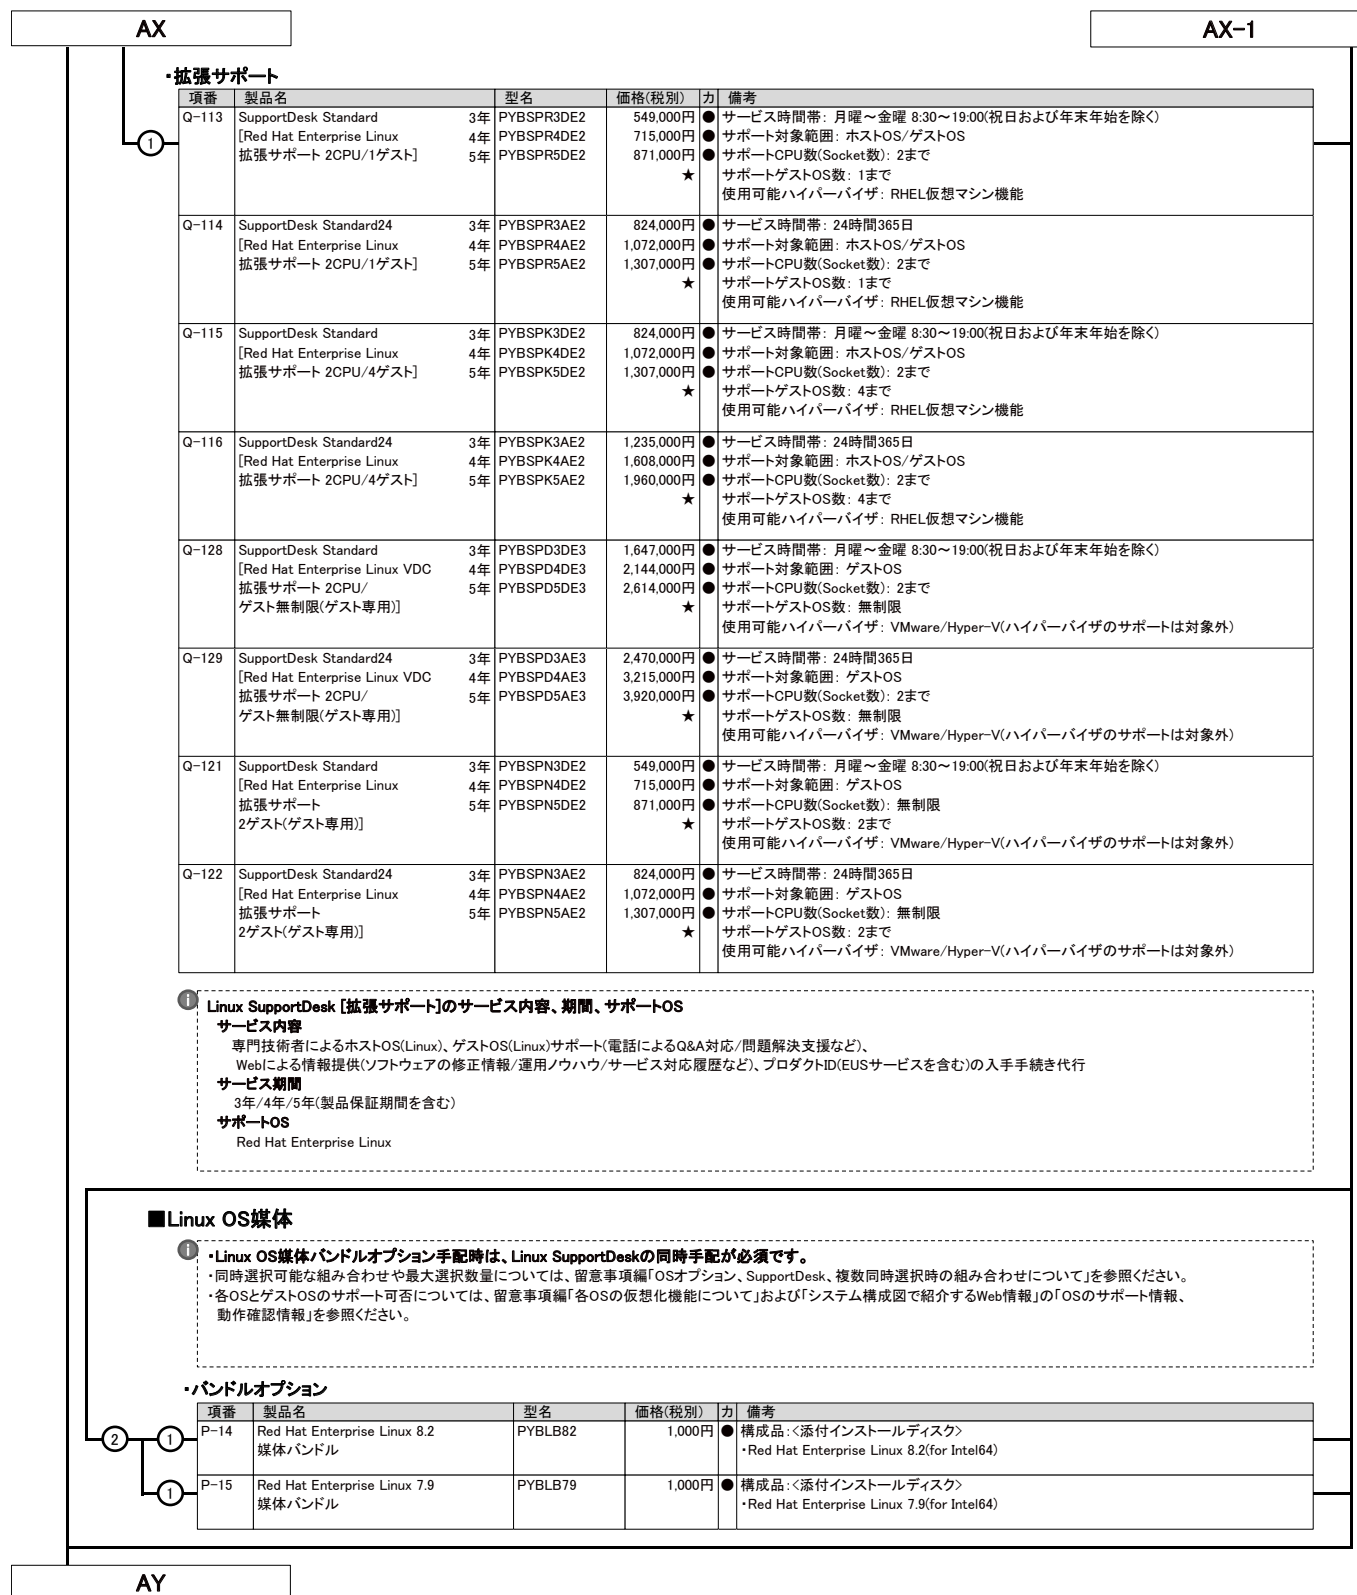 AX
AX-1
・拡張サポート
項番 製品名 型名 価格(税別) カ 備考
Q-113 SupportDesk Standard 3年 PYBSPR3DE2 549,000円 ● サービス時間帯: 月曜～金曜 8:30～19:00(祝日および年末年始を除く)
[Red Hat Enterprise Linux 4年 PYBSPR4DE2 715,000円 ● サポート対象範囲: ホストOS/ゲストOS
拡張サポート 2CPU/1ゲスト] 5年 PYBSPR5DE2 871,000円 ● サポートCPU数(Socket数): 2まで
★ サポートゲストOS数: 1まで
使用可能ハイパーバイザ: RHEL仮想マシン機能
Q-114 SupportDesk Standard24 3年 PYBSPR3AE2 824,000円 ● サービス時間帯: 24時間365日
[Red Hat Enterprise Linux 4年 PYBSPR4AE2 1,072,000円 ● サポート対象範囲: ホストOS/ゲストOS
拡張サポート 2CPU/1ゲスト] 5年 PYBSPR5AE2 1,307,000円 ● サポートCPU数(Socket数): 2まで
★ サポートゲストOS数: 1まで
使用可能ハイパーバイザ: RHEL仮想マシン機能
Q-115 SupportDesk Standard 3年 PYBSPK3DE2 824,000円 ● サービス時間帯: 月曜～金曜 8:30～19:00(祝日および年末年始を除く)
[Red Hat Enterprise Linux 4年 PYBSPK4DE2 1,072,000円 ● サポート対象範囲: ホストOS/ゲストOS
拡張サポート 2CPU/4ゲスト] 5年 PYBSPK5DE2 1,307,000円 ● サポートCPU数(Socket数): 2まで
★ サポートゲストOS数: 4まで
使用可能ハイパーバイザ: RHEL仮想マシン機能
Q-116 SupportDesk Standard24 3年 PYBSPK3AE2 1,235,000円 ● サービス時間帯: 24時間365日
[Red Hat Enterprise Linux 4年 PYBSPK4AE2 1,608,000円 ● サポート対象範囲: ホストOS/ゲストOS
拡張サポート 2CPU/4ゲスト] 5年 PYBSPK5AE2 1,960,000円 ● サポートCPU数(Socket数): 2まで
★ サポートゲストOS数: 4まで
使用可能ハイパーバイザ: RHEL仮想マシン機能
Q-128 SupportDesk Standard 3年 PYBSPD3DE3 1,647,000円 ● サービス時間帯: 月曜～金曜 8:30～19:00(祝日および年末年始を除く)
[Red Hat Enterprise Linux VDC 4年 PYBSPD4DE3 2,144,000円 ● サポート対象範囲: ゲストOS
拡張サポート 2CPU/ 5年 PYBSPD5DE3 2,614,000円 ● サポートCPU数(Socket数): 2まで
ゲスト無制限(ゲスト専用)] ★ サポートゲストOS数: 無制限
使用可能ハイパーバイザ: VMware/Hyper-V(ハイパーバイザのサポートは対象外)
Q-129 SupportDesk Standard24 3年 PYBSPD3AE3 2,470,000円 ● サービス時間帯: 24時間365日
[Red Hat Enterprise Linux VDC 4年 PYBSPD4AE3 3,215,000円 ● サポート対象範囲: ゲストOS
拡張サポート 2CPU/ 5年 PYBSPD5AE3 3,920,000円 ● サポートCPU数(Socket数): 2まで
ゲスト無制限(ゲスト専用)] ★ サポートゲストOS数: 無制限
使用可能ハイパーバイザ: VMware/Hyper-V(ハイパーバイザのサポートは対象外)
Q-121 SupportDesk Standard 3年 PYBSPN3DE2 549,000円 ● サービス時間帯: 月曜～金曜 8:30～19:00(祝日および年末年始を除く)
[Red Hat Enterprise Linux 4年 PYBSPN4DE2 715,000円 ● サポート対象範囲: ゲストOS
拡張サポート 5年 PYBSPN5DE2 871,000円 ● サポートCPU数(Socket数): 無制限
2ゲスト(ゲスト専用)] ★ サポートゲストOS数: 2まで
使用可能ハイパーバイザ: VMware/Hyper-V(ハイパーバイザのサポートは対象外)
Q-122 SupportDesk Standard24 3年 PYBSPN3AE2 824,000円 ● サービス時間帯: 24時間365日
[Red Hat Enterprise Linux 4年 PYBSPN4AE2 1,072,000円 ● サポート対象範囲: ゲストOS
拡張サポート 5年 PYBSPN5AE2 1,307,000円 ● サポートCPU数(Socket数): 無制限
2ゲスト(ゲスト専用)] ★ サポートゲストOS数: 2まで
使用可能ハイパーバイザ: VMware/Hyper-V(ハイパーバイザのサポートは対象外)
1
i
Linux SupportDesk [拡張サポート]のサービス内容、期間、サポートOS
サービス内容
専門技術者によるホストOS(Linux)、ゲストOS(Linux)サポート(電話によるQ&A対応/問題解決支援など)、
Webによる情報提供(ソフトウェアの修正情報/運用ノウハウ/サービス対応履歴など)、プロダクトID(EUSサービスを含む)の入手手続き代行
サービス期間
3年/4年/5年(製品保証期間を含む)
サポートOS
Red Hat Enterprise Linux
■Linux OS媒体
i
・Linux OS媒体バンドルオプション手配時は、Linux SupportDeskの同時手配が必須です。
・同時選択可能な組み合わせや最大選択数量については、留意事項編「OSオプション、SupportDesk、複数同時選択時の組み合わせについて」を参照ください。
・各OSとゲストOSのサポート可否については、留意事項編「各OSの仮想化機能について」および「システム構成図で紹介するWeb情報」の「OSのサポート情報、
動作確認情報」を参照ください。
・バンドルオプション
項番 製品名 型名 価格(税別) カ 備考
2 1 P-14 Red Hat Enterprise Linux 8.2 PYBLB82 1,000円 ● 構成品:<添付インストールディスク>
媒体バンドル ・Red Hat Enterprise Linux 8.2(for Intel64)
1 P-15 Red Hat Enterprise Linux 7.9 PYBLB79 1,000円 ● 構成品:<添付インストールディスク>
媒体バンドル ・Red Hat Enterprise Linux 7.9(for Intel64)
AY